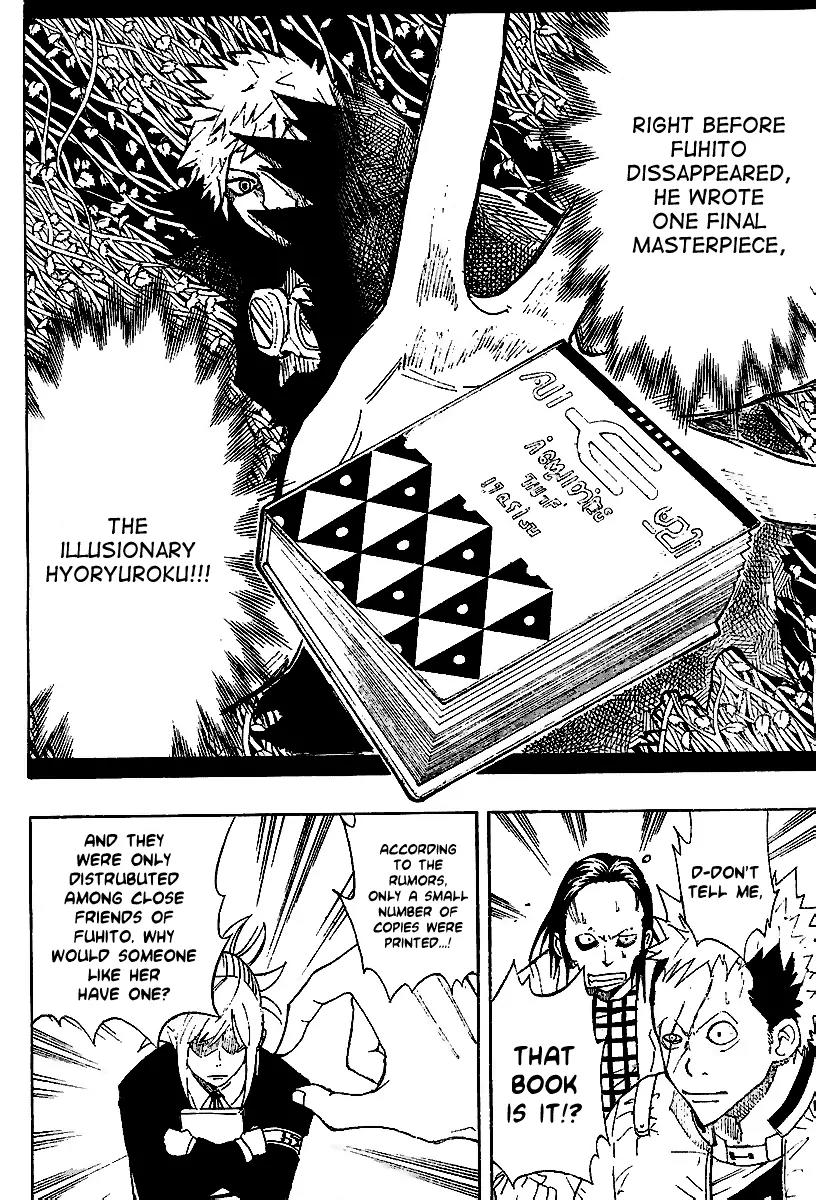 RIGHT BEFORE
FUHITO
DISSAPPEARED,
HE WROTE
ONE FINAL
MASTERPIECE,
THE
ILLUSIONARY
HYORYUROKU!!!
D-DON'T
TELL ME,
THAT
BOOK
IS IT!?
ACCORDING
TO THE
RUMORS,
ONLY A SMALL
NUMBER OF
COPIES WERE
PRINTED...!
AND THEY
WERE ONLY
DISTRUBUTED
AMONG CLOSE
FRIENDS OF
FUHITO. WHY
WOULD SOMEONE
LIKE HER
HAVE ONE?